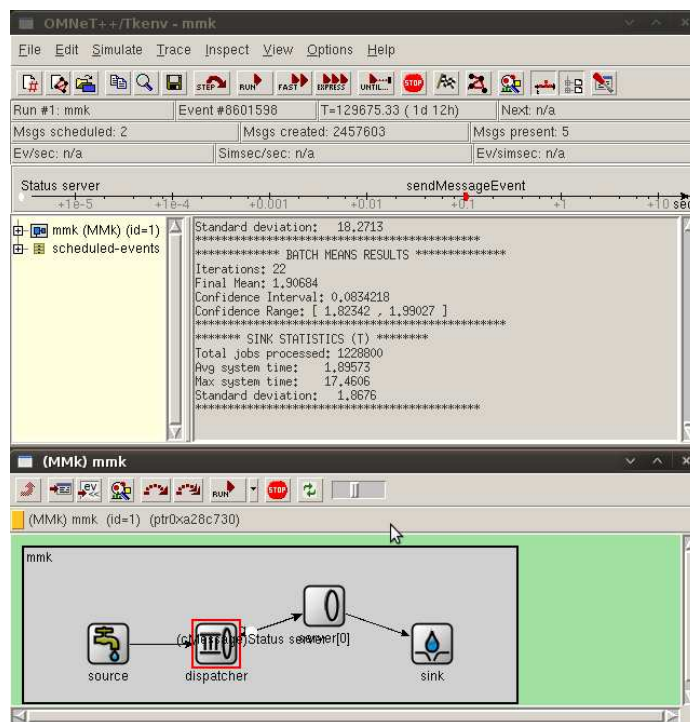 OMNeT++/Tkenv - mmk
File Edit Simulate Trace Inspect View Options Help
STEP RUN FAST EXPRESS UNTIL... STOP
Run #1: mmk Event #8601598 T=129675.33 ( 1d 12h) Next: n/a
Msgs scheduled: 2 Msgs created: 2457603 Msgs present: 5
Ev/sec: n/a Simsec/sec: n/a Ev/simsec: n/a
Status server sendMessageEvent
+1e-5 +1e-4 +0.001 +0.01 +0.1 +1 +10 sec
mmk (MMk) (id=1)
scheduled-events
Standard deviation: 18.2713
************************************************
************* BATCH MEANS RESULTS ***************
Iterations: 22
Final Mean: 1.90684
Confidence Interval: 0.0834218
Confidence Range: [ 1.82342 , 1.99027 ]
****************************************************
******* SINK STATISTICS (T) ********
Total jobs processed: 1228800
Avg system time: 1.89573
Max system time: 17.4606
Standard deviation: 1.8676
************************************************
(MMk) mmk
RUN STOP
(MMk) mmk (id=1) (ptr0xa28c730)
mmk
(cMessage)Status server
server[0]
source dispatcher sink